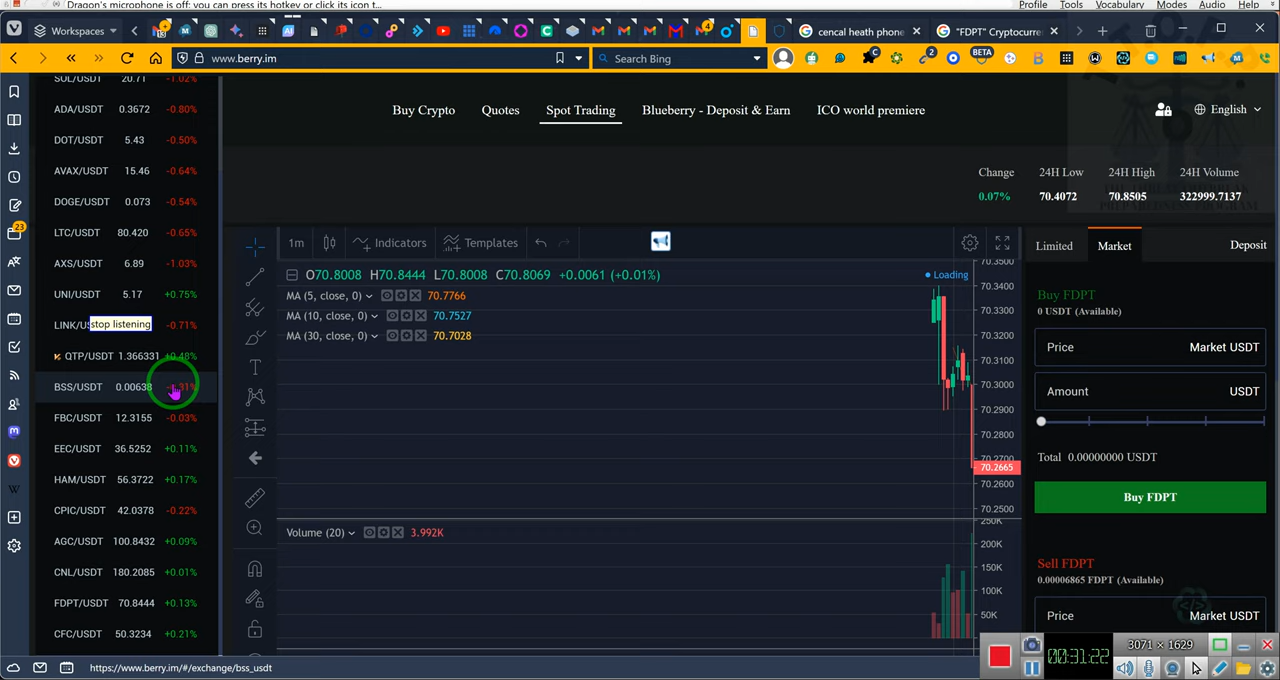 Dragon's microphone is off: you can press its hotkey or click its icon t...
Profile Tools Vocabulary Modes Audio Help
Workspaces
13
4
cencal heath phone
"FDPT" Cryptocurre
www.berry.im
Search Bing
2
BETA
Buy Crypto Quotes Spot Trading Blueberry - Deposit & Earn ICO world premiere
English
Change 24H Low 24H High 24H Volume
0.07% 70.4072 70.8505 322999.7137
SOL/USDT 20.71 -1.02%
ADA/USDT 0.3672 -0.80%
DOT/USDT 5.43 -0.50%
AVAX/USDT 15.46 -0.64%
DOGE/USDT 0.073 -0.54%
LTC/USDT 80.420 -0.65%
AXS/USDT 6.89 -1.03%
UNI/USDT 5.17 +0.75%
LINK/US -0.71%
stop listening
QTP/USDT 1.366331 +0.48%
BSS/USDT 0.00638
FBC/USDT 12.3155 -0.03%
EEC/USDT 36.5252 +0.11%
HAM/USDT 56.3722 +0.17%
CPIC/USDT 42.0378 -0.22%
AGC/USDT 100.8432 +0.09%
CNL/USDT 180.2085 +0.01%
FDPT/USDT 70.8444 +0.13%
CFC/USDT 50.3234 +0.21%
23
1m Indicators Templates
O70.8008 H70.8444 L70.8008 C70.8069 +0.0061 (+0.01%)
Loading
MA (5, close, 0) 70.7766
MA (10, close, 0) 70.7527
MA (30, close, 0) 70.7028
70.3500
70.3400
70.3300
70.3200
70.3100
70.3000
70.2900
70.2800
70.2700
70.2665
70.2600
70.2500
Volume (20) 3.992K
250K
200K
150K
100K
50K
Limited Market Deposit
Buy FDPT
0 USDT (Available)
Price Market USDT
Amount USDT
Total 0.00000000 USDT
Buy FDPT
Sell FDPT
0.00006865 FDPT (Available)
Price Market USDT
3071 × 1629
00:31:22
https://www.berry.im/#/exchange/bss_usdt